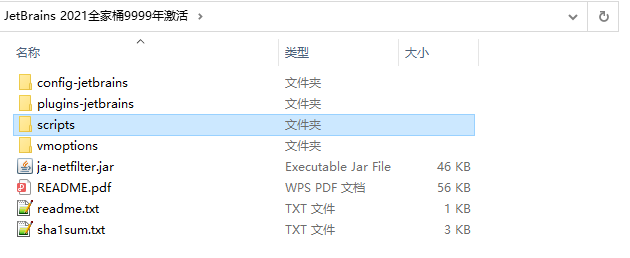 JetBrains 2021全家桶9999年激活
名称 类型 大小
config-jetbrains 文件夹
plugins-jetbrains 文件夹
scripts 文件夹
vmoptions 文件夹
ja-netfilter.jar Executable Jar File 46 KB
README.pdf WPS PDF 文档 56 KB
readme.txt TXT 文件 1 KB
sha1sum.txt TXT 文件 3 KB